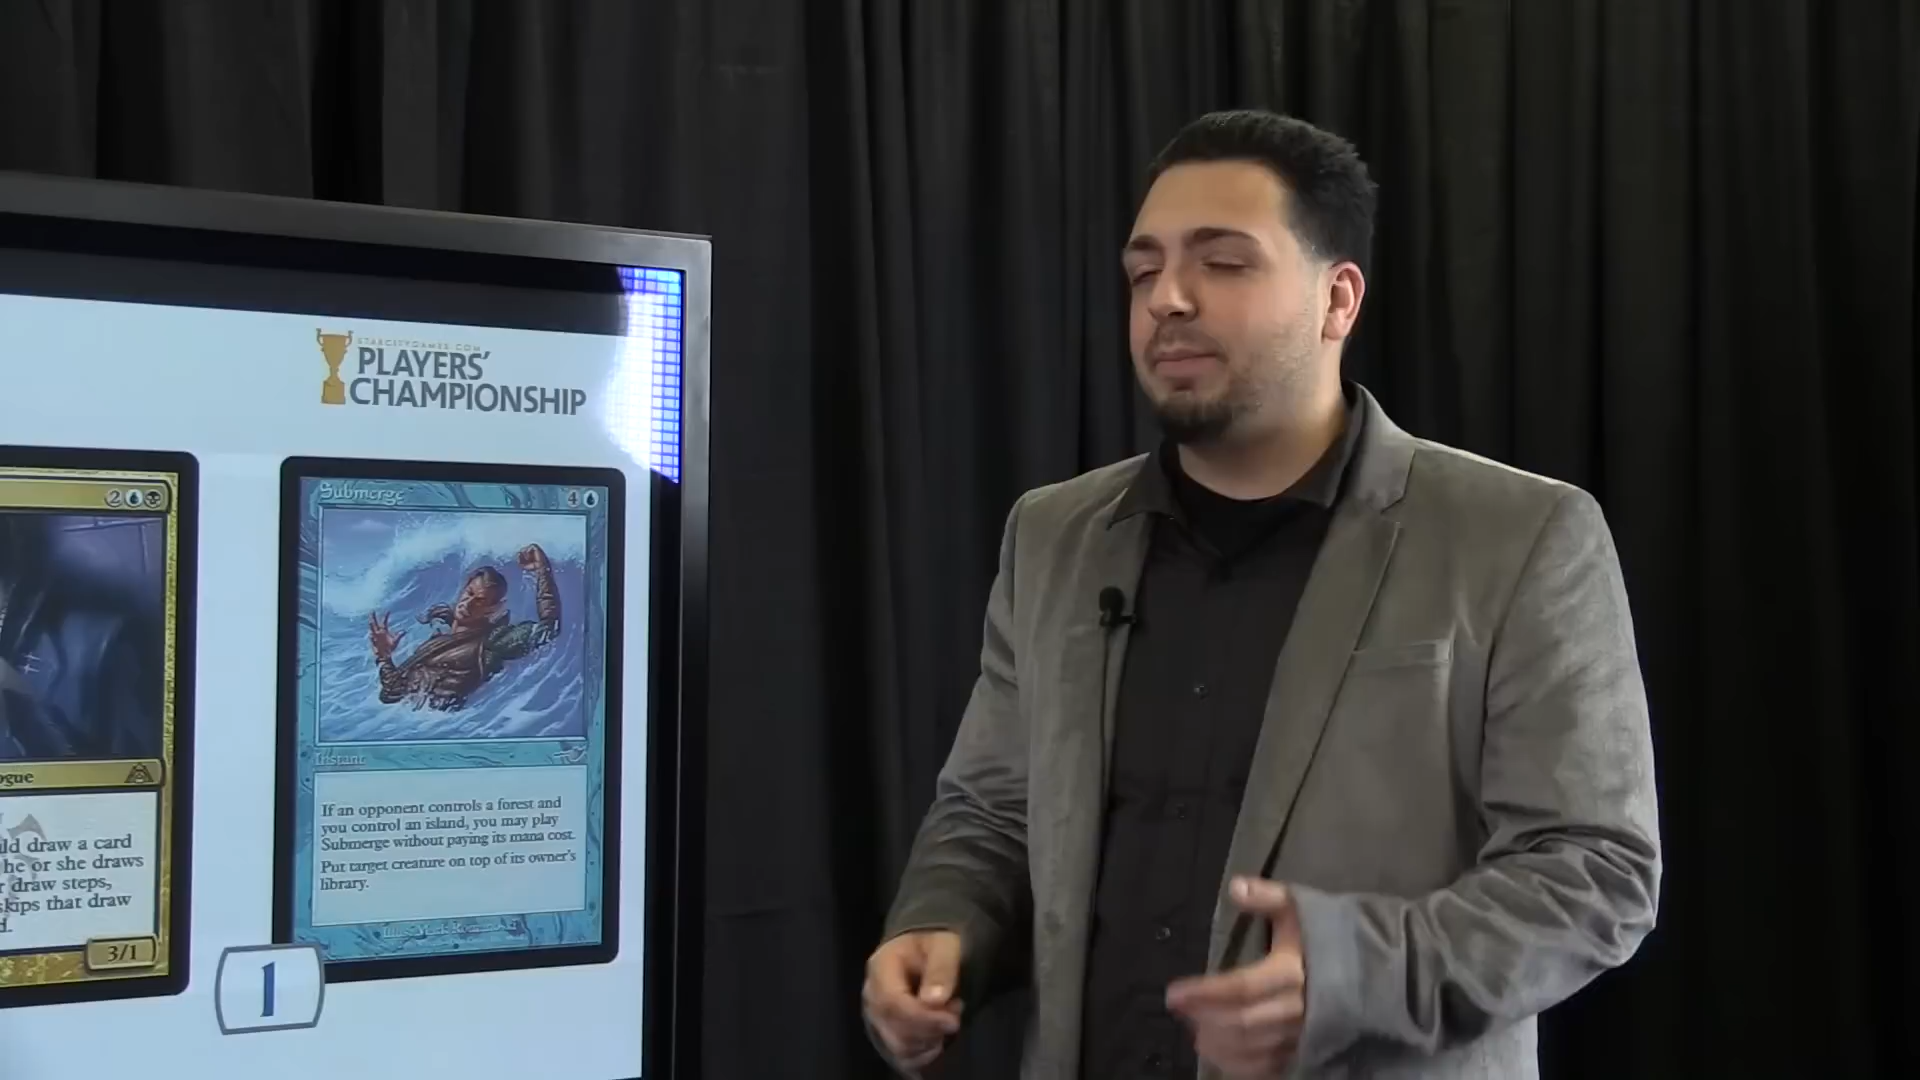 STARCITYGAMES.COM
PLAYERS'
CHAMPIONSHIP
2
ogue
ld draw a card
he or she draws
r draw steps,
skips that draw
d.
3/1
Submerge
4
Instant
If an opponent controls a forest and
you control an island, you may play
Submerge without paying its mana cost.
Put target creature on top of its owner's
library.
Illus.
1